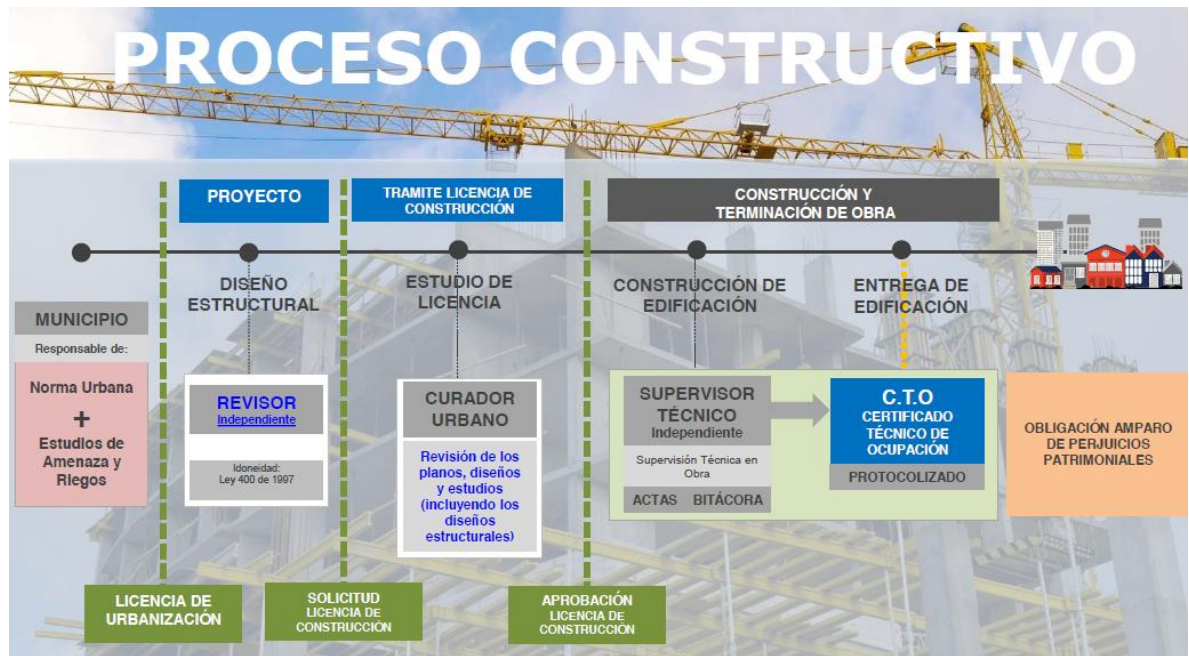 PROCESO CONSTRUCTIVO
PROYECTO
TRAMITE LICENCIA DE
CONSTRUCCIÓN
CONSTRUCCIÓN Y
TERMINACIÓN DE OBRA
DISEÑO
ESTRUCTURAL
ESTUDIO DE
LICENCIA
CONSTRUCCIÓN DE
EDIFICACIÓN
ENTREGA DE
EDIFICACIÓN
MUNICIPIO
Responsable de:
Norma Urbana
+
Estudios de
Amenaza y
RIegos
REVISOR
Independiente
Idoneidad:
Ley 400 de 1997
CURADOR
URBANO
Revisión de los
planos, diseños
y estudios
(incluyendo los
diseños
estructurales)
SUPERVISOR
TÉCNICO
Independiente
Supervisión Técnica en
Obra
ACTAS BITÁCORA
C.T.O
CERTIFICADO
TÉCNICO DE
OCUPACIÓN
PROTOCOLIZADO
OBLIGACIÓN AMPARO
DE PERJUICIOS
PATRIMONIALES
LICENCIA DE
URBANIZACIÓN
SOLICITUD
LICENCIA DE
CONSTRUCCIÓN
APROBACIÓN
LICENCIA DE
CONSTRUCCIÓN